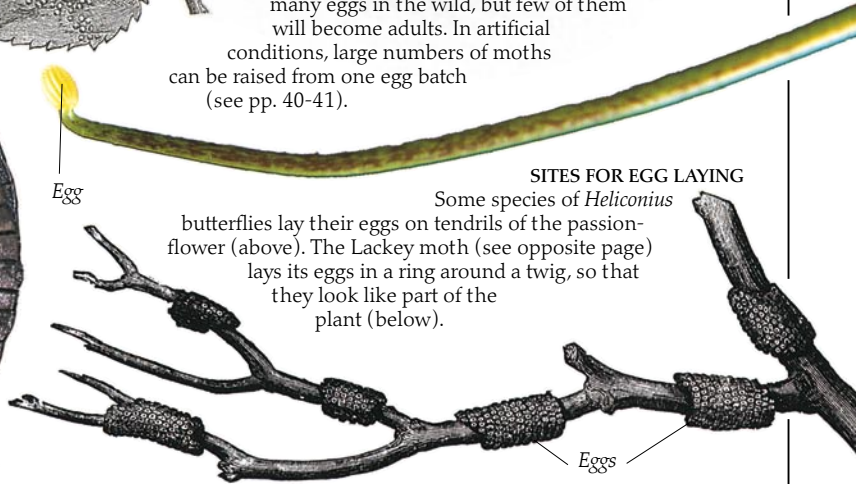 many eggs in the wild, but few of them
will become adults. In artificial
conditions, large numbers of moths
can be raised from one egg batch
(see pp. 40-41).
Egg
SITES FOR EGG LAYING
Some species of Heliconius
butterflies lay their eggs on tendrils of the passion-
flower (above). The Lackey moth (see opposite page)
lays its eggs in a ring around a twig, so that
they look like part of the
plant (below).
Eggs